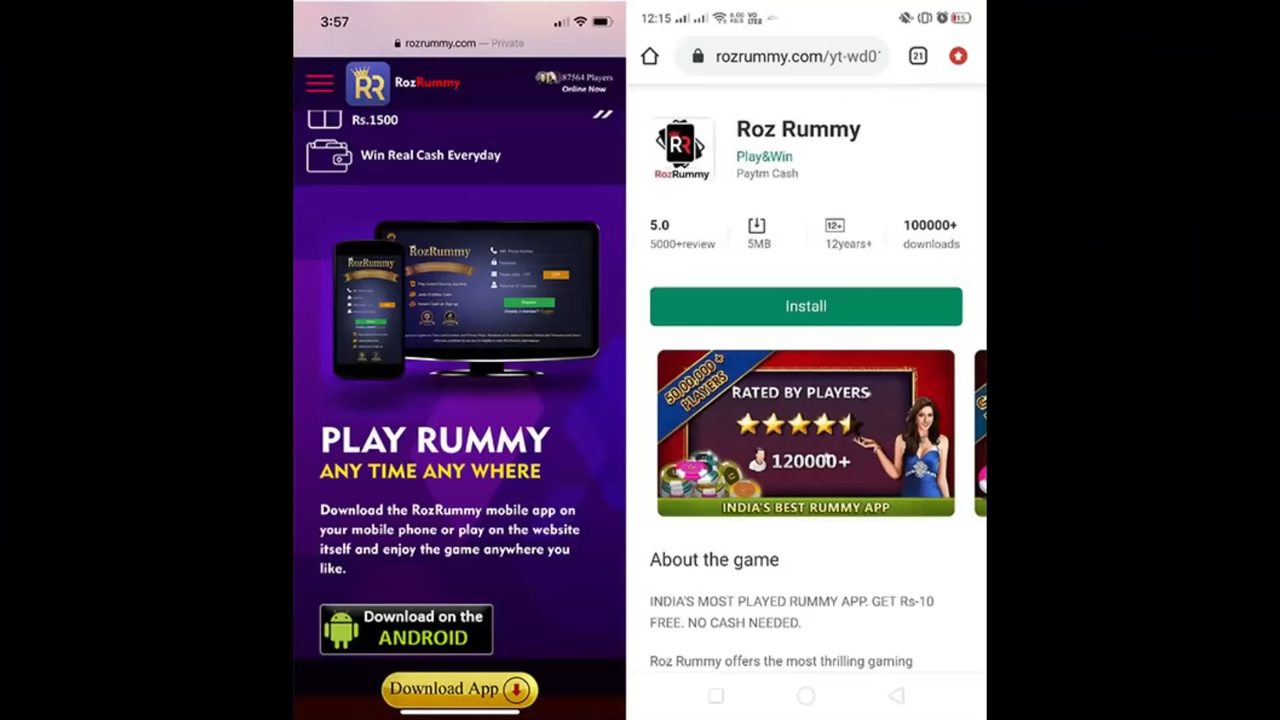 3:57
rozrummy.com — Private
RR
RozRummy
87564 Players
Online Now
Rs.1500
Win Real Cash Everyday
RozRummy
RozRummy
Register
PLAY RUMMY
ANY TIME ANY WHERE
Download the RozRummy mobile app on
your mobile phone or play on the website
itself and enjoy the game anywhere you
like.
Download on the
ANDROID
Download App
12:15
rozrummy.com/yt-wd0
21
RR
RozRummy
Roz Rummy
Play&Win
Paytm Cash
5.0
5000+review
5MB
12+
12years+
100000+
downloads
Install
50,00,000 +
PLAYERS
RATED BY PLAYERS
120000+
INDIA'S BEST RUMMY APP
About the game
INDIA'S MOST PLAYED RUMMY APP. GET Rs-10
FREE. NO CASH NEEDED.
Roz Rummy offers the most thrilling gaming